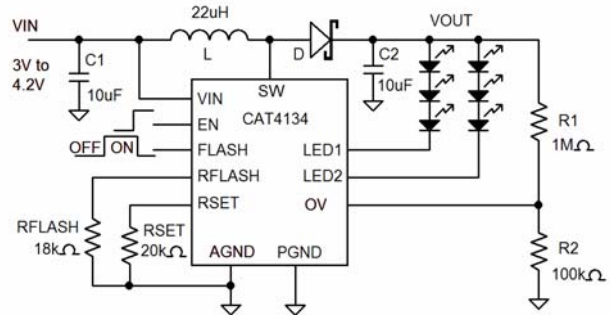 22uH
VOUT
VIN
L
D
C1
C2
3V to
4.2V
10uF
10uF
SW
VIN
CAT4134
EN
R1
OFF ON
FLASH
LED1
1MΩ
RFLASH
LED2
RSET
OV
RFLASH
18kΩ
RSET
20kΩ
AGND
PGND
R2
100kΩ